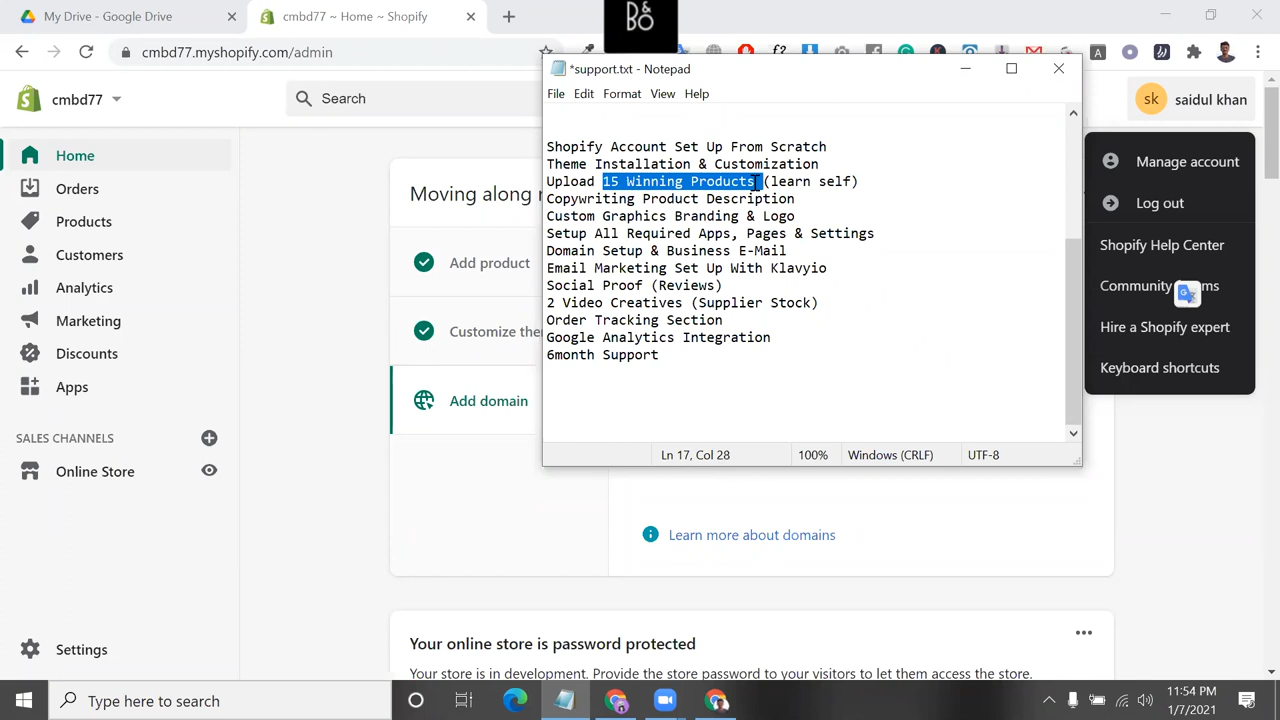 My Drive - Google Drive
cmbd77 ~ Home ~ Shopify
B&
BO
cmbd77.myshopify.com/admin
*support.txt - Notepad
File Edit Format View Help
cmbd77
Search
sk saidul khan
Home
Orders
Products
Customers
Analytics
Marketing
Discounts
Apps
SALES CHANNELS
Online Store
Settings
Moving along
Add product
Customize the
Add domain
Shopify Account Set Up From Scratch
Theme Installation & Customization
Upload 15 Winning Products (learn self)
Copywriting Product Description
Custom Graphics Branding & Logo
Setup All Required Apps, Pages & Settings
Domain Setup & Business E-Mail
Email Marketing Set Up With Klavyio
Social Proof (Reviews)
2 Video Creatives (Supplier Stock)
Order Tracking Section
Google Analytics Integration
6month Support
Ln 17, Col 28 100% Windows (CRLF) UTF-8
Manage account
Log out
Shopify Help Center
Community ms
Hire a Shopify expert
Keyboard shortcuts
Learn more about domains
Your online store is password protected
Your store is in development. Provide the store password to your visitors to let them access the store.
Type here to search
11:54 PM
1/7/2021